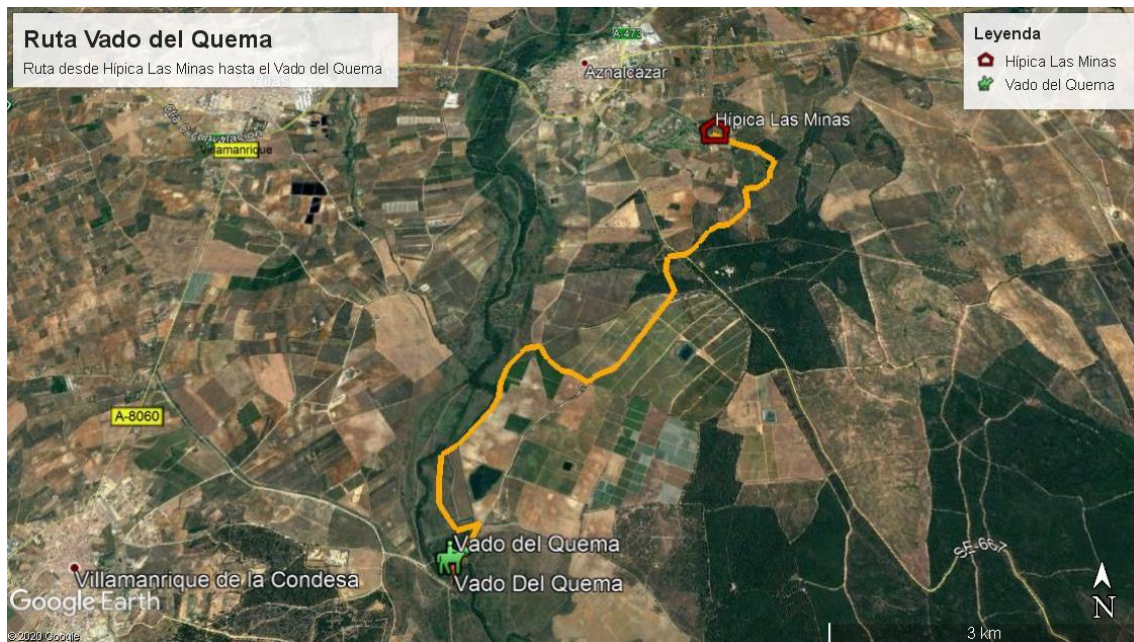 Ruta Vado del Quema
Ruta desde Hípica Las Minas hasta el Vado del Quema
Leyenda
Hípica Las Minas
Vado del Quema
A-473
Aznalcazar
Hípica Las Minas
Villamanrique
A-8060
SE-667
Vado del Quema
Vado Del Quema
Villamanrique de la Condesa
Google Earth
© 2020 Google
N
3 km